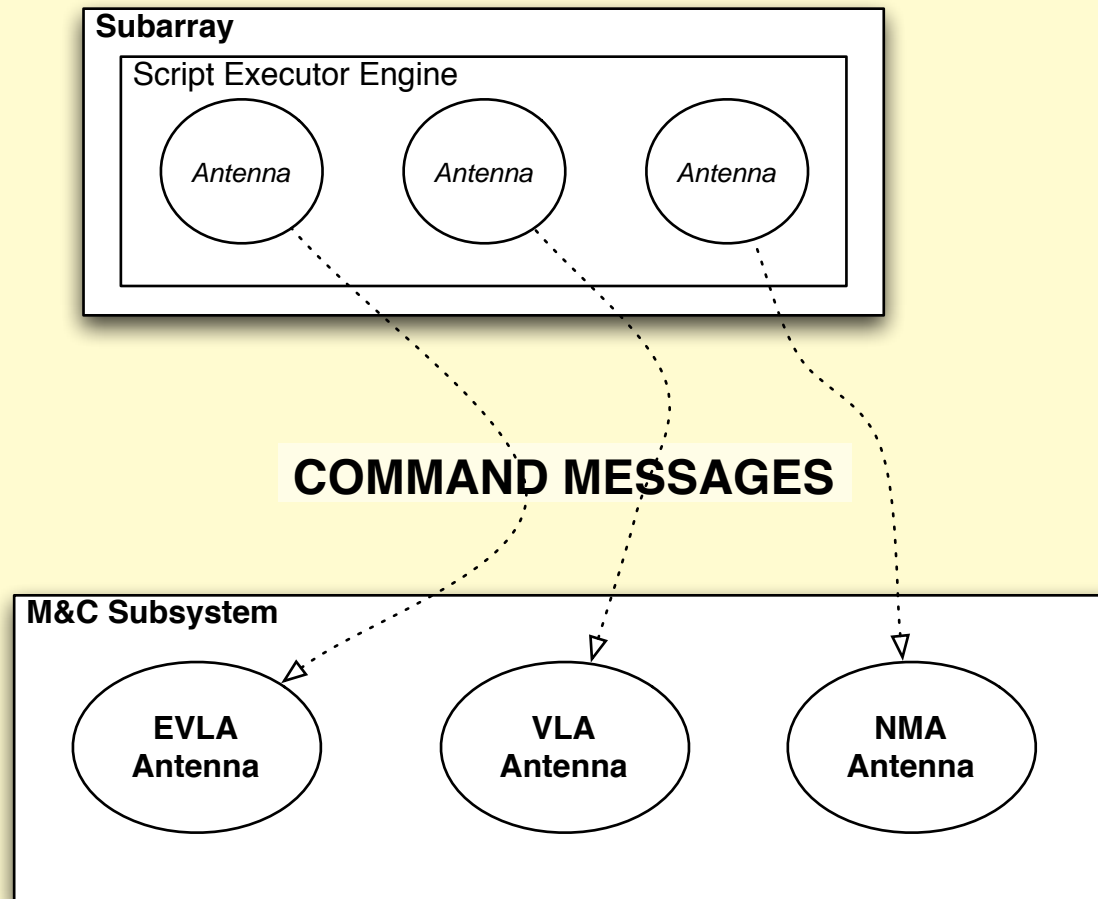 Subarray
Script Executor Engine
Antenna
Antenna
Antenna
COMMAND MESSAGES
M&C Subsystem
EVLA
Antenna
VLA
Antenna
NMA
Antenna